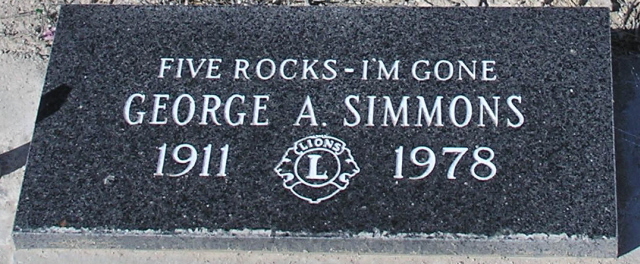 FIVE ROCKS-I'M GONE
GEORGE A. SIMMONS
1911 LIONS L 1978